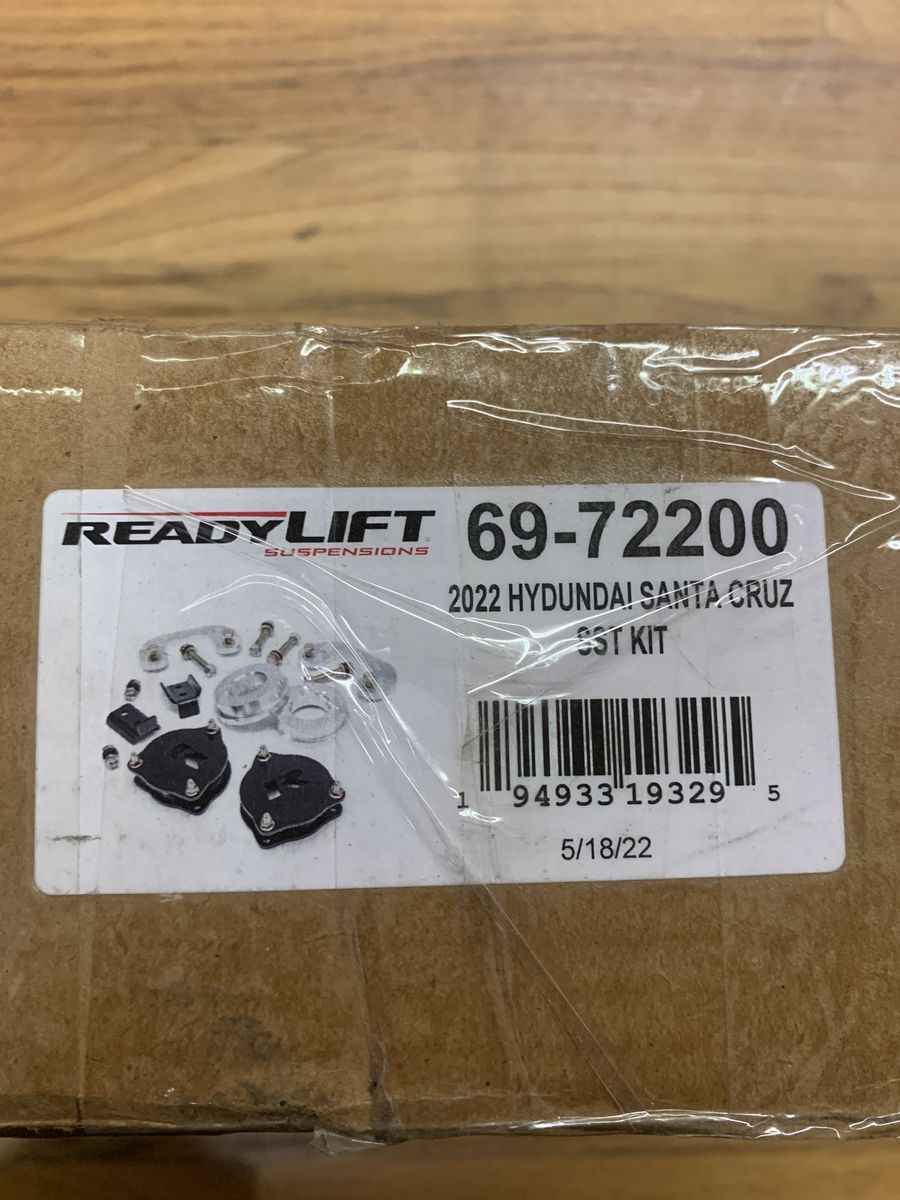 READYLIFT
SUSPENSIONS
69-72200
2022 HYDUNDAI SANTA CRUZ
SST KIT
1 94933 19329 5
5/18/22